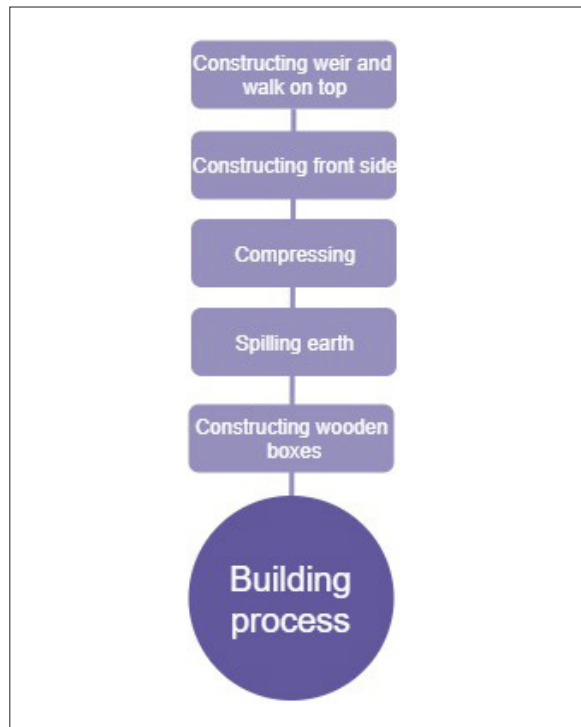 Constructing weir and
walk on top
Constructing front side
Compressing
Spilling earth
Constructing wooden
boxes
Building
process